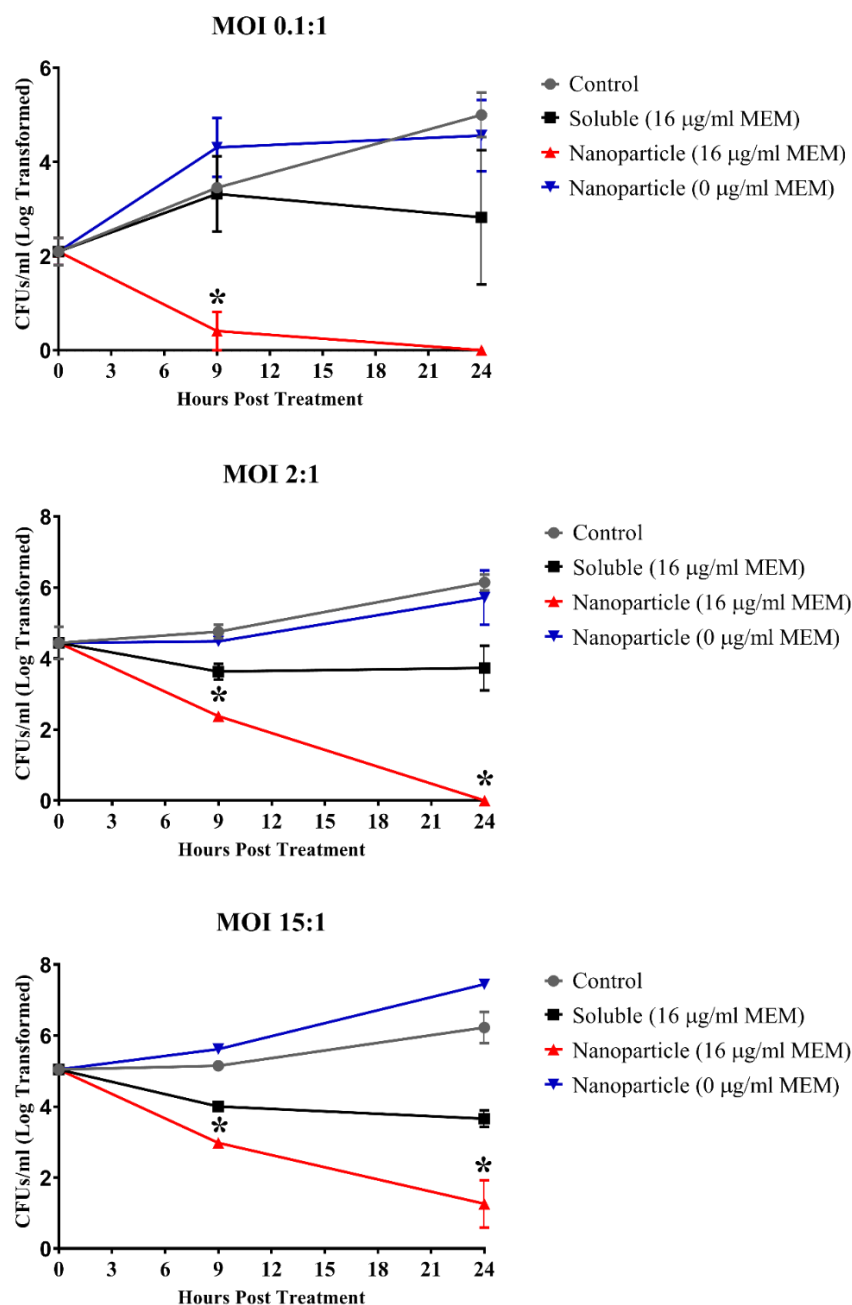 MOI 0.1:1
CFUs/ml (Log Transformed)
6
4
2
0
0 3 6 9 12 15 18 21 24
Hours Post Treatment
*
Control
Soluble (16 μg/ml MEM)
Nanoparticle (16 μg/ml MEM)
Nanoparticle (0 μg/ml MEM)
MOI 2:1
CFUs/ml (Log Transformed)
8
6
4
2
0
0 3 6 9 12 15 18 21 24
Hours Post Treatment
*
*
Control
Soluble (16 μg/ml MEM)
Nanoparticle (16 μg/ml MEM)
Nanoparticle (0 μg/ml MEM)
MOI 15:1
CFUs/ml (Log Transformed)
8
6
4
2
0
0 3 6 9 12 15 18 21 24
Hours Post Treatment
*
*
Control
Soluble (16 μg/ml MEM)
Nanoparticle (16 μg/ml MEM)
Nanoparticle (0 μg/ml MEM)